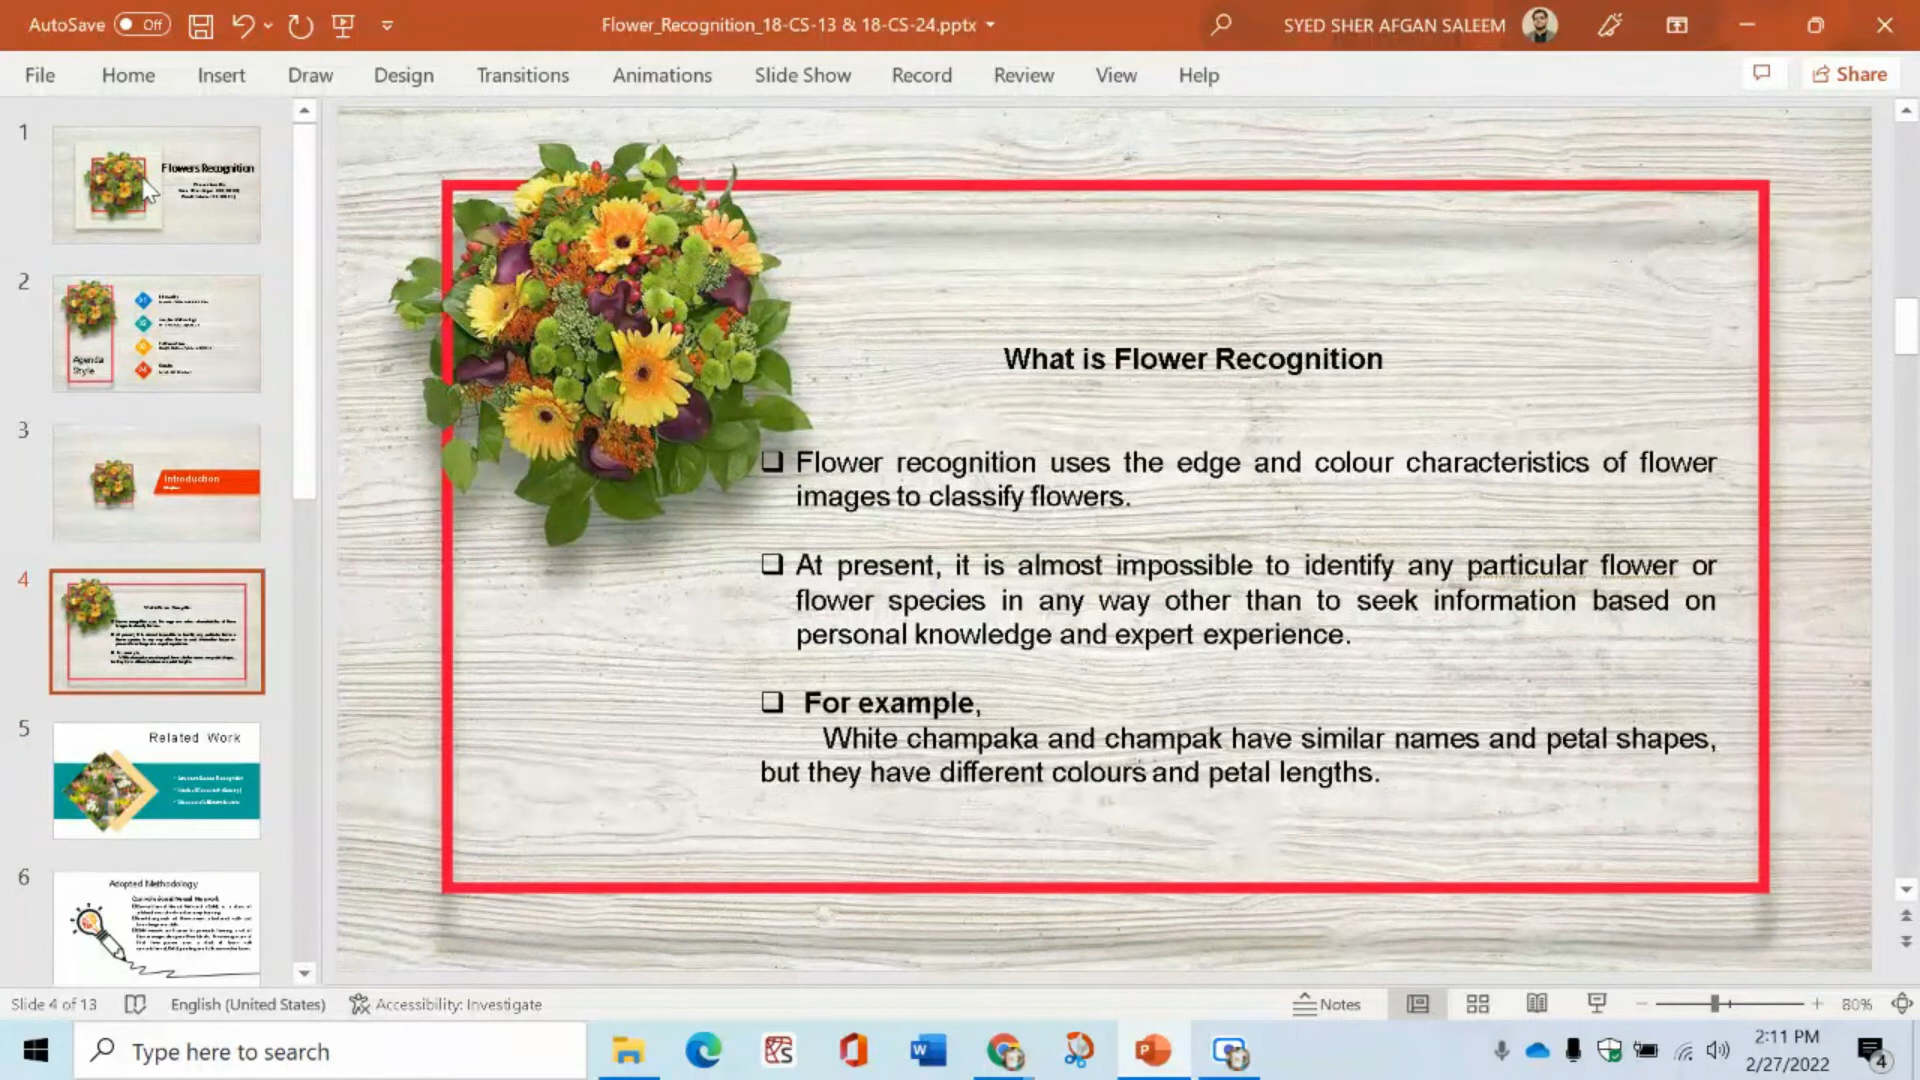 AutoSave Off
Flower_Recognition_18-CS-13 & 18-CS-24.pptx
SYED SHER AFGAN SALEEM
File Home Insert Draw Design Transitions Animations Slide Show Record Review View Help
Share
1
Flowers Recognition
2
Agenda
Style
3
Introduction
4
5
Related Work
6
Adopted Methodology
What is Flower Recognition
Flower recognition uses the edge and colour characteristics of flower
images to classify flowers.
At present, it is almost impossible to identify any particular flower or
flower species in any way other than to seek information based on
personal knowledge and expert experience.
For example,
White champaka and champak have similar names and petal shapes,
but they have different colours and petal lengths.
Slide 4 of 13
English (United States)
Accessibility: Investigate
Notes
80%
Type here to search
2:11 PM
2/27/2022
4